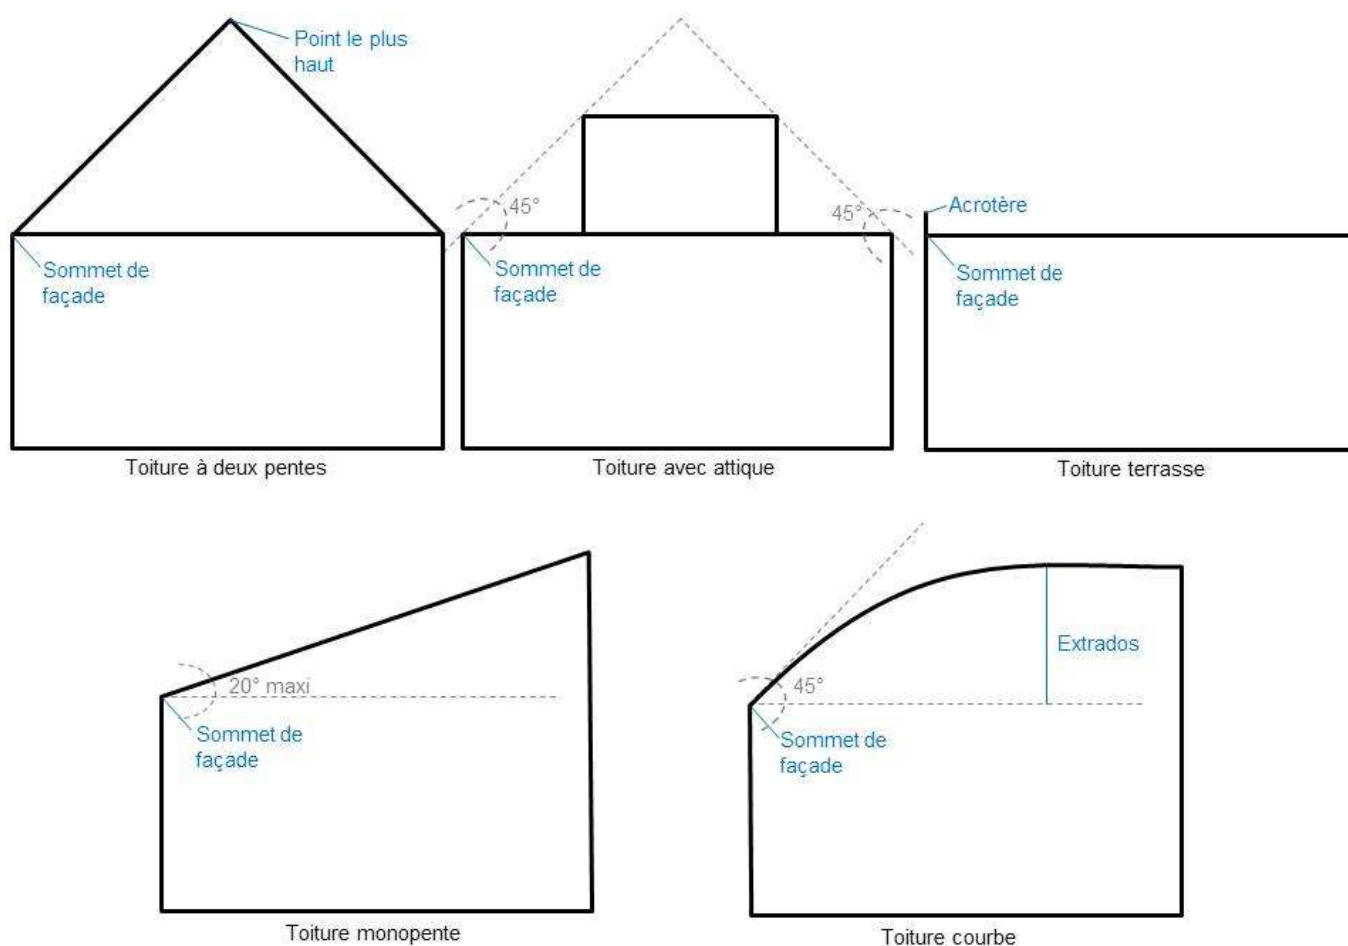 Point le plus
haut
45°
45°
Acrotère
Sommet de
façade
Sommet de
façade
Sommet de
façade
Toiture à deux pentes
Toiture avec attique
Toiture terrasse
20° maxi
Sommet de
façade
Extrados
45°
Sommet de
façade
Toiture monopente
Toiture courbe